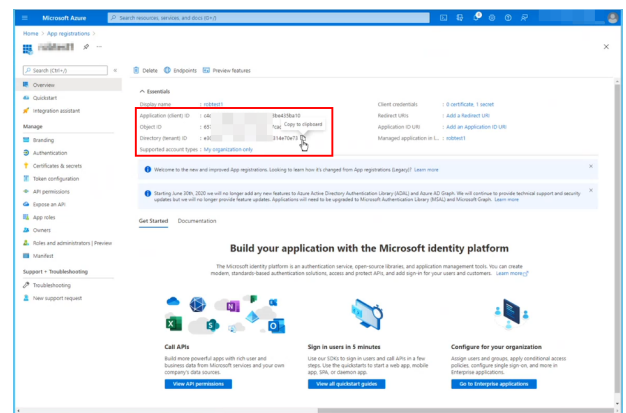 Microsoft Azure
Search resources, services, and docs (G+/)
Home > App registrations >
Search (Ctrl+/)
Delete
Endpoints
Preview features
Overview
Quickstart
Integration assistant
Manage
Branding
Authentication
Certificates & secrets
Token configuration
API permissions
Expose an API
App roles
Owners
Roles and administrators | Preview
Manifest
Support + Troubleshooting
Troubleshooting
New support request
Essentials
Display name : robtest1
Application (client) ID
Object ID
Copy to clipboard
Directory (tenant) ID
Supported account types : My organization only
Client credentials : 0 certificate, 1 secret
Redirect URIs : Add a Redirect URI
Application ID URI : Add an Application ID URI
Managed application in L... : robtest1
Welcome to the new and improved App registrations. Looking to learn how it's changed from App registrations (Legacy)? Learn more
Starting June 30th, 2020 we will no longer add any new features to Azure Active Directory Authentication Library (ADAL) and Azure AD Graph. We will continue to provide technical support and security
updates but we will no longer provide feature updates. Applications will need to be upgraded to Microsoft Authentication Library (MSAL) and Microsoft Graph. Learn more
Get Started
Documentation
Build your application with the Microsoft identity platform
The Microsoft identity platform is an authentication service, open-source libraries, and application management tools. You can create
modern, standards-based authentication solutions, access and protect APIs, and add sign-in for your users and customers. Learn more
Call APIs
Build more powerful apps with rich user and
business data from Microsoft services and your own
company's data sources.
View API permissions
Sign in users in 5 minutes
Use our SDKs to sign in users and call APIs in a few
steps. Use the quickstarts to start a web app, mobile
app, SPA, or daemon app.
View all quickstart guides
Configure for your organization
Assign users and groups, apply conditional access
policies, configure single sign-on, and more in
Enterprise applications.
Go to Enterprise applications